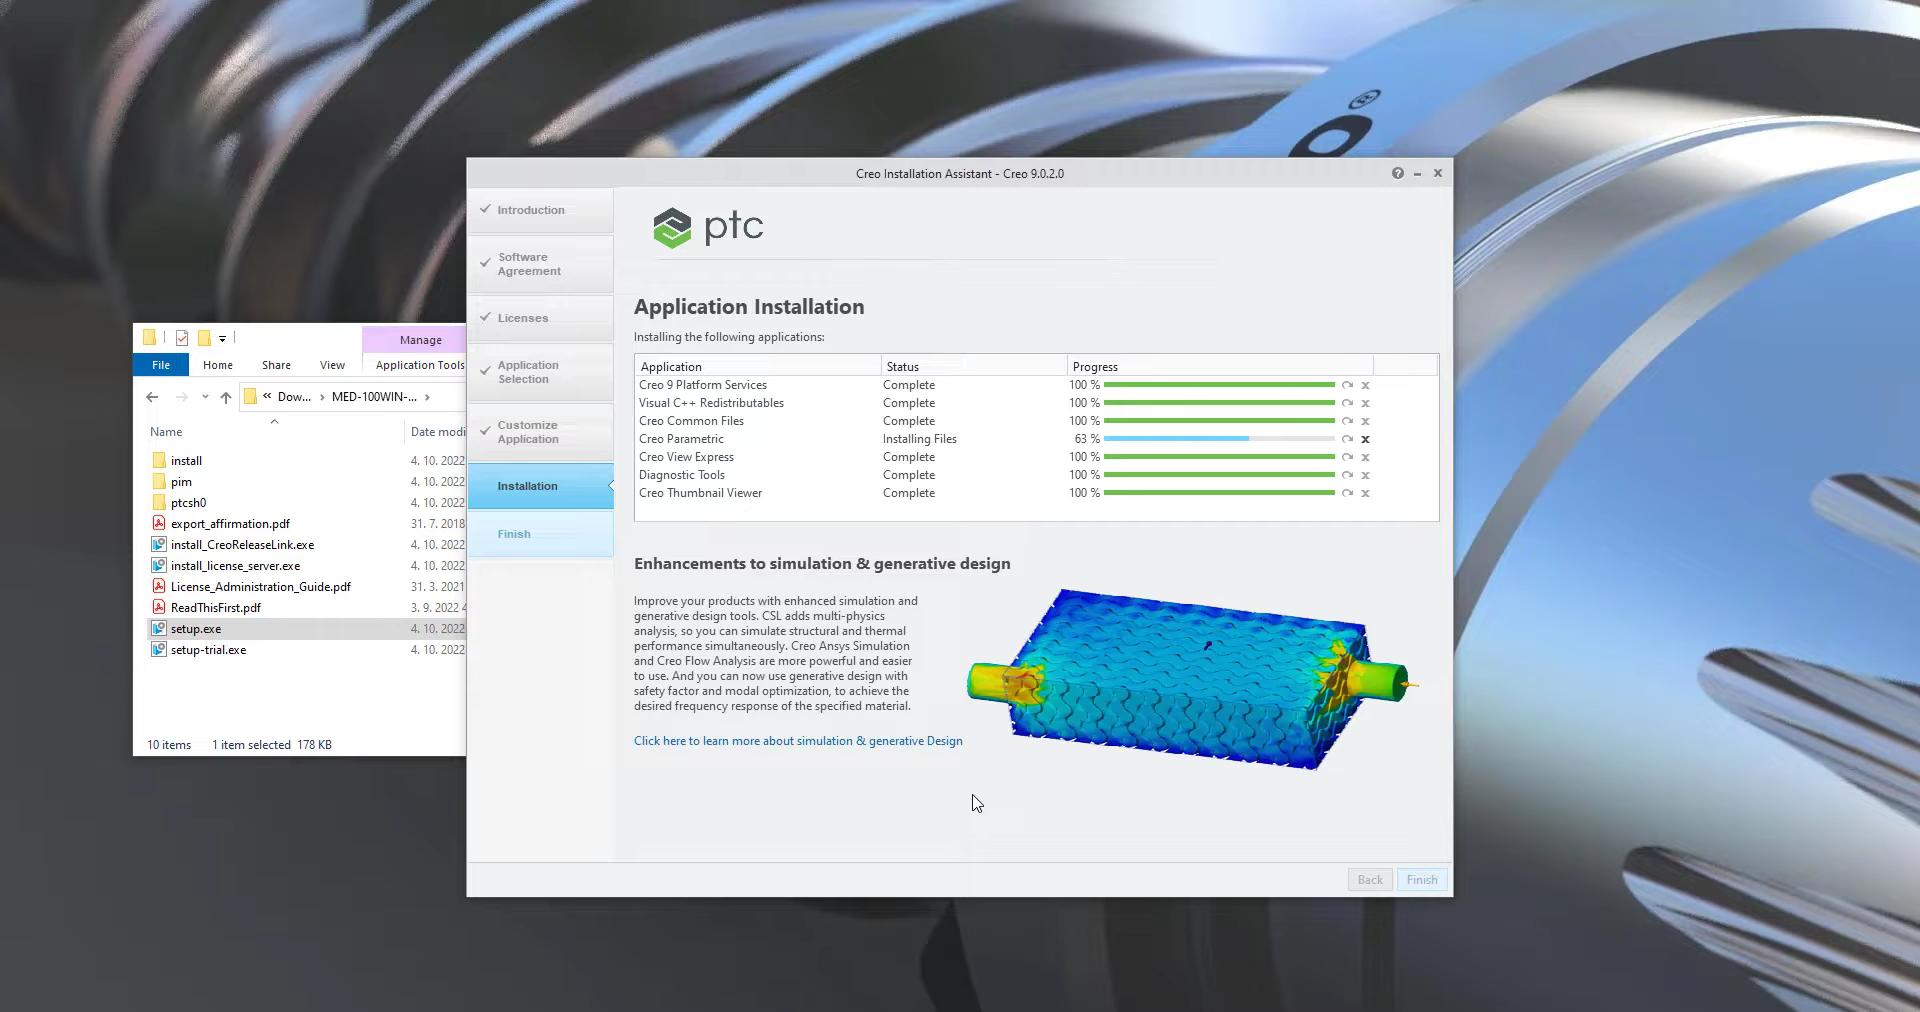 Creo Installation Assistant - Creo 9.0.2.0
Introduction
Software
Agreement
Licenses
Application
Selection
Customize
Application
Installation
Finish
ptc
Application Installation
Installing the following applications:
Application Status Progress
Creo 9 Platform Services Complete 100 %
Visual C++ Redistributables Complete 100 %
Creo Common Files Complete 100 %
Creo Parametric Installing Files 63 %
Creo View Express Complete 100 %
Diagnostic Tools Complete 100 %
Creo Thumbnail Viewer Complete 100 %
Enhancements to simulation & generative design
Improve your products with enhanced simulation and
generative design tools. CSL adds multi-physics
analysis, so you can simulate structural and thermal
performance simultaneously. Creo Ansys Simulation
and Creo Flow Analysis are more powerful and easier
to use. And you can now use generative design with
safety factor and modal optimization, to achieve the
desired frequency response of the specified material.
Click here to learn more about simulation & generative Design
Back Finish
Manage
File Home Share View Application Tools
« Dow... › MED-100WIN-... ›
Name Date modi
install 4. 10. 2022
pim 4. 10. 2022
ptcsh0 4. 10. 2022
export_affirmation.pdf 31. 7. 2018
install_CreoReleaseLink.exe 4. 10. 2022
install_license_server.exe 4. 10. 2022
License_Administration_Guide.pdf 31. 3. 2021
ReadThisFirst.pdf 3. 9. 2022 4
setup.exe 4. 10. 2022
setup-trial.exe 4. 10. 2022
10 items 1 item selected 178 KB